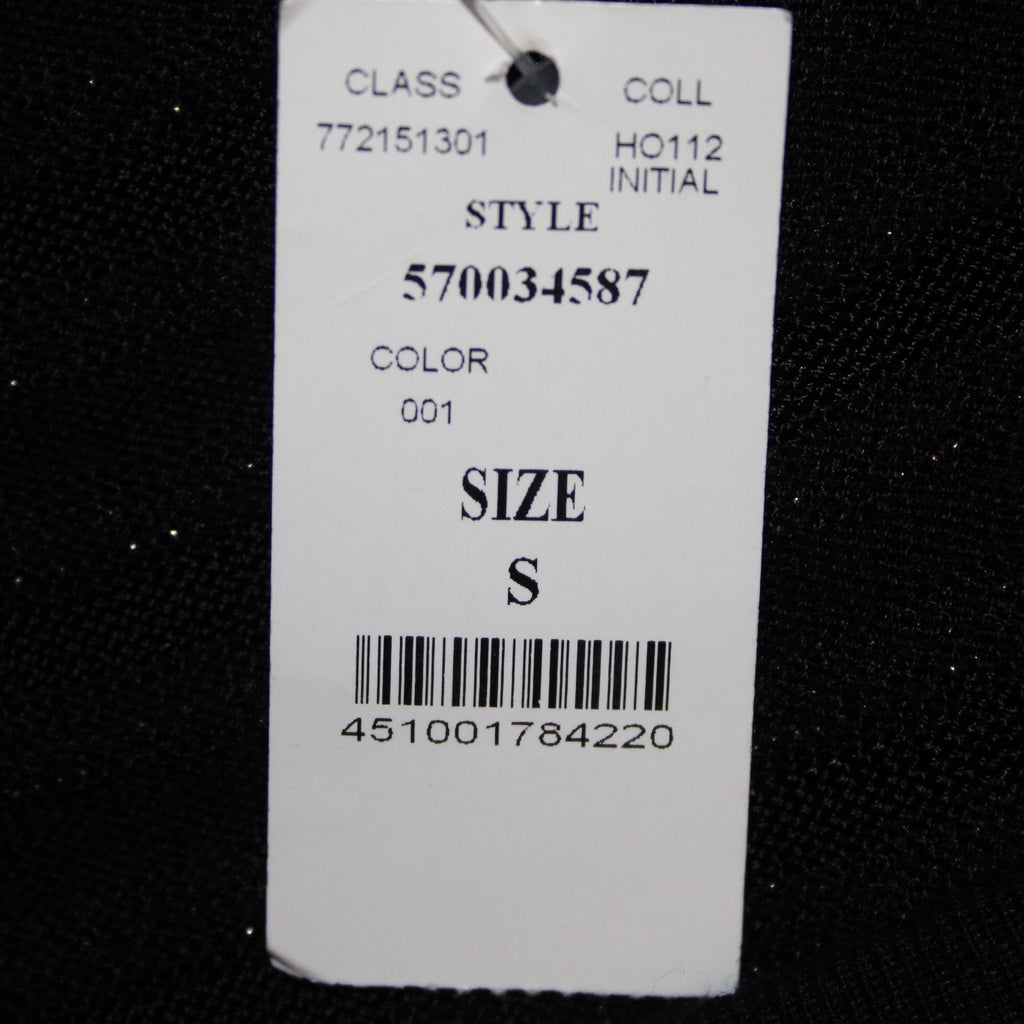 CLASS COLL
772151301 HO112
INITIAL
STYLE
570034587
COLOR
001
SIZE
S
451001784220